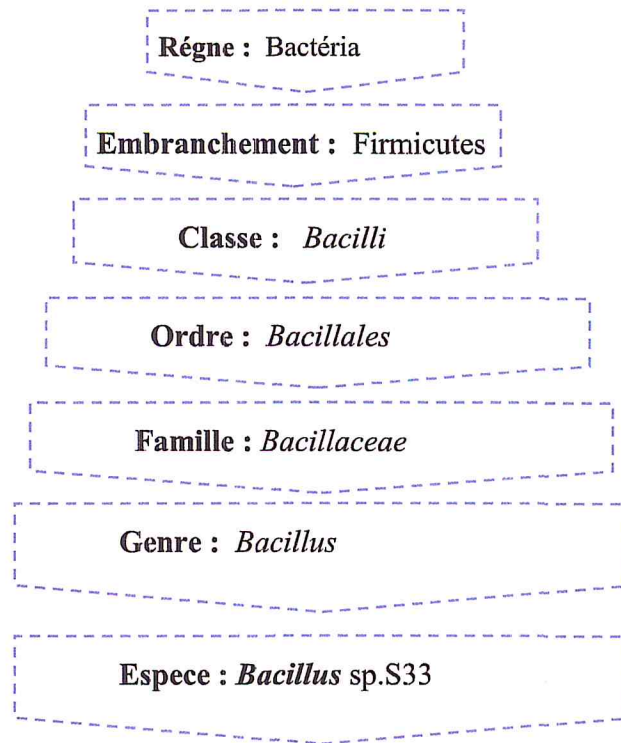 Régne : Bactéria
Embranchement : Firmicutes
Classe : Bacilli
Ordre : Bacillales
Famille : Bacillaceae
Genre : Bacillus
Espece : Bacillus sp.S33